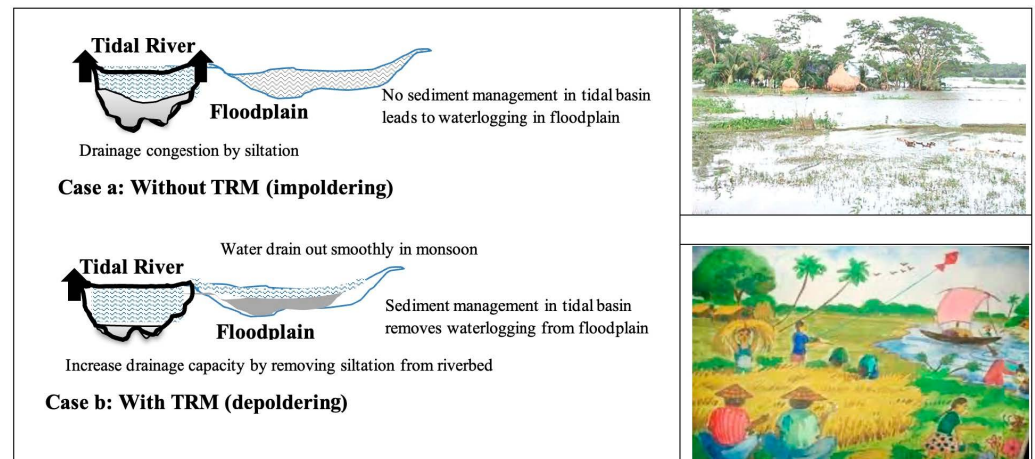 Tidal River
Floodplain
No sediment management in tidal basin
leads to waterlogging in floodplain
Drainage congestion by siltation
Case a: Without TRM (impoldering)
Water drain out smoothly in monsoon
Tidal River
Floodplain
Sediment management in tidal basin
removes waterlogging from floodplain
Increase drainage capacity by removing siltation from riverbed
Case b: With TRM (depoldering)